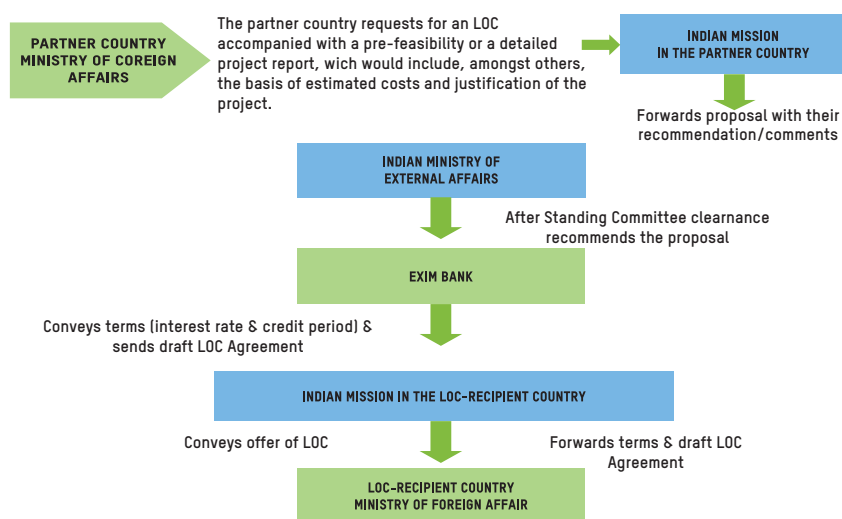 PARTNER COUNTRY
MINISTRY OF COREIGN
AFFAIRS
The partner country requests for an LOC
accompanied with a pre-feasibility or a detailed
project report, wich would include, amongst others,
the basis of estimated costs and justification of the
project.
INDIAN MISSION
IN THE PARTNER COUNTRY
Forwards proposal with their
recommendation/comments
INDIAN MINISTRY OF
EXTERNAL AFFAIRS
After Standing Committee clearnance
recommends the proposal
EXIM BANK
Conveys terms (interest rate & credit period) &
sends draft LOC Agreement
INDIAN MISSION IN THE LOC-RECIPIENT COUNTRY
Conveys offer of LOC
Forwards terms & draft LOC
Agreement
LOC-RECIPIENT COUNTRY
MINISTRY OF FOREIGN AFFAIR